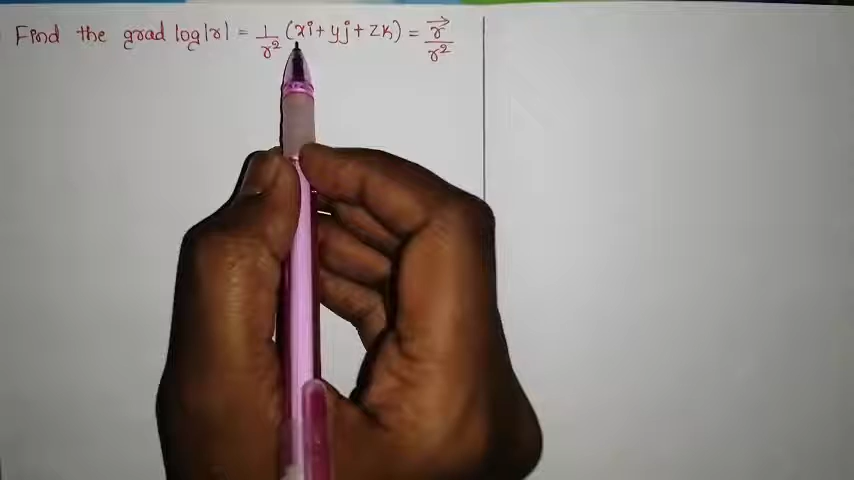 Find the grad log|r| = 1/r² (xi + yj + zk) = r⃗/r²